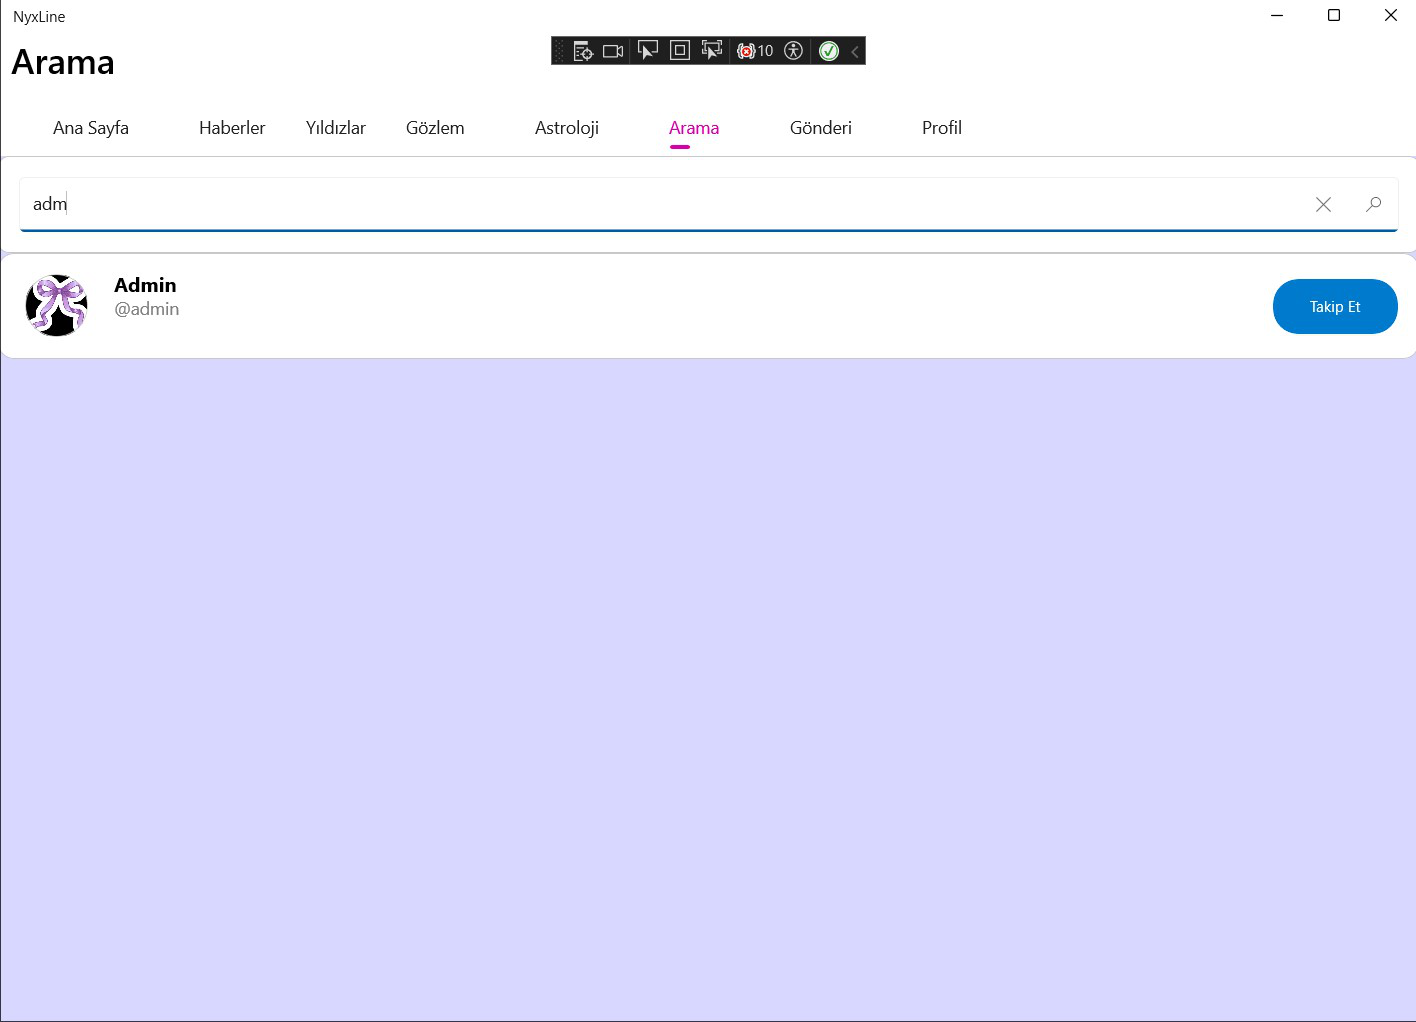 NyxLine
Arama
10
Ana Sayfa Haberler Yıldızlar Gözlem Astroloji Arama Gönderi Profil
adm
Admin
@admin
Takip Et